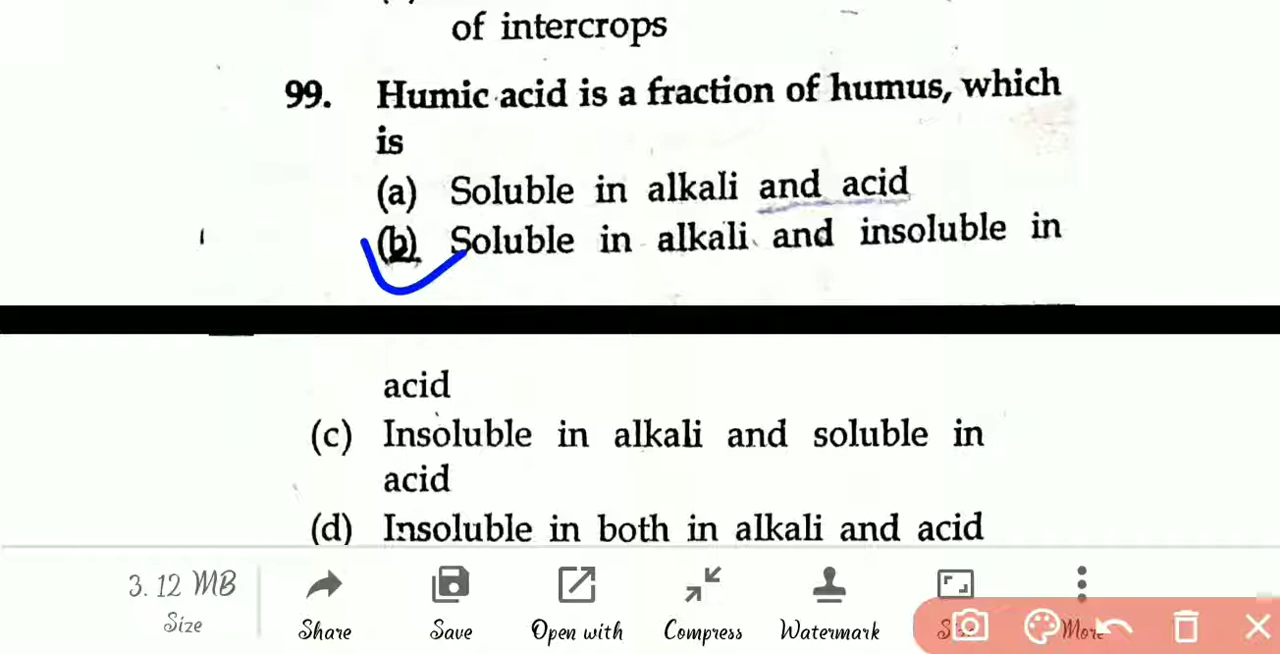 of intercrops
99. Humic acid is a fraction of humus, which
is
(a) Soluble in alkali and acid
(b) Soluble in alkali and insoluble in
acid
(c) Insoluble in alkali and soluble in
acid
(d) Insoluble in both in alkali and acid
3.12 MB
Size
Share
Save
Open with
Compress
Watermark
More